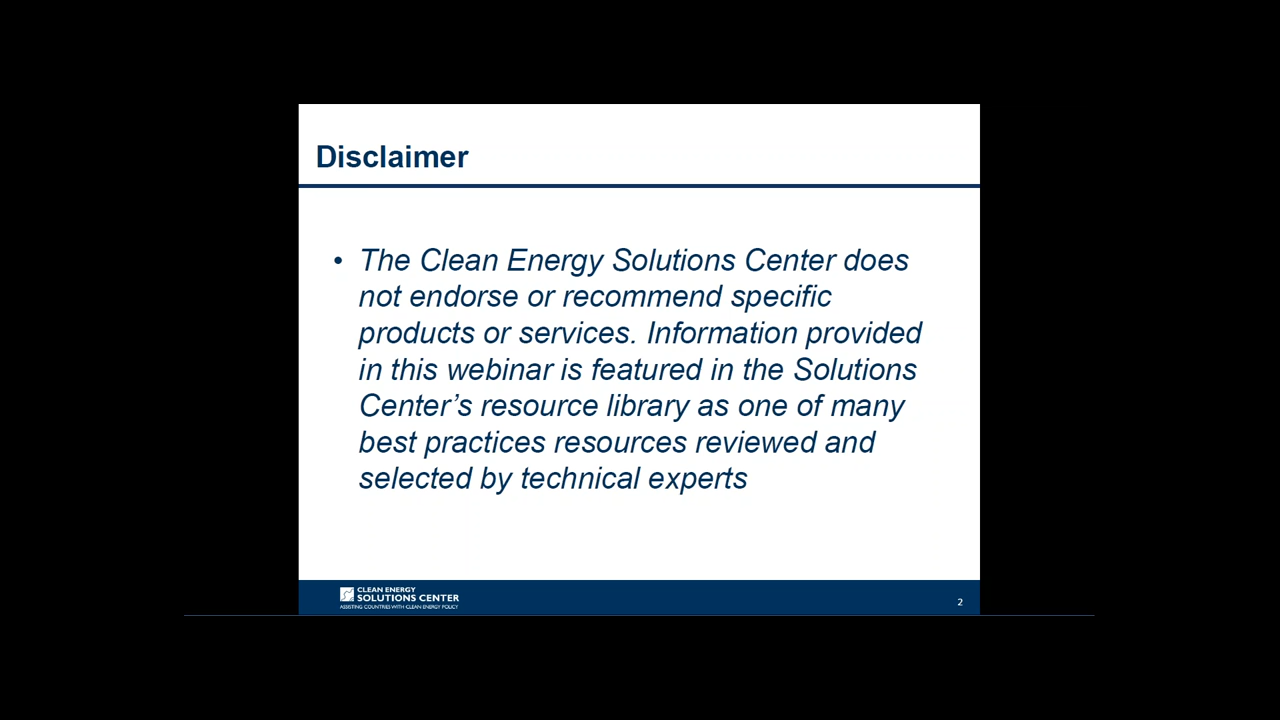 Disclaimer
• The Clean Energy Solutions Center does
not endorse or recommend specific
products or services. Information provided
in this webinar is featured in the Solutions
Center’s resource library as one of many
best practices resources reviewed and
selected by technical experts
CLEAN ENERGY
SOLUTIONS CENTER
ASSISTING COUNTRIES WITH CLEAN ENERGY POLICY
2